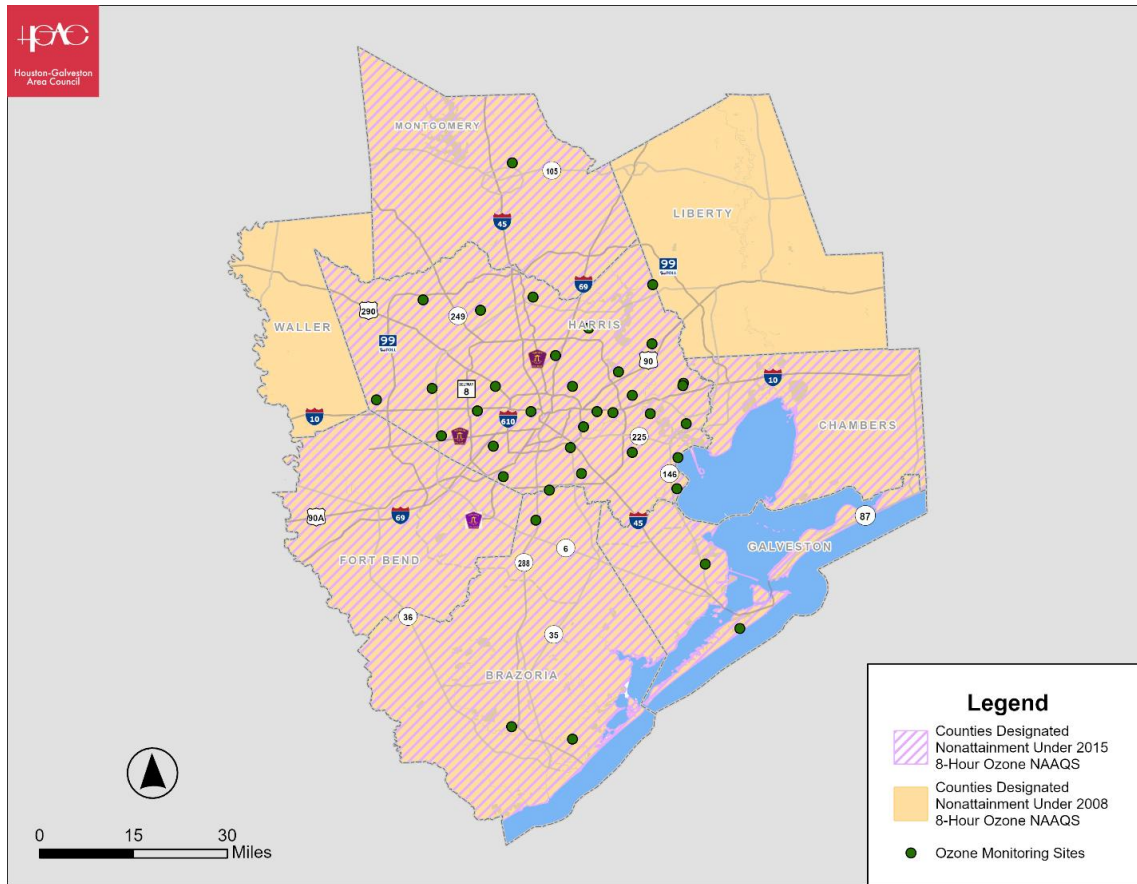 HGAC
Houston-Galveston
Area Council
MONTGOMERY
105
45
LIBERTY
99
69
290
249
HARRIS
WALLER
99
90
8
10
10
610
CHAMBERS
225
146
90A
69
45
87
GALVESTON
FORT BEND
6
288
36
35
BRAZORIA
Legend
Counties Designated
Nonattainment Under 2015
8-Hour Ozone NAAQS
Counties Designated
Nonattainment Under 2008
8-Hour Ozone NAAQS
Ozone Monitoring Sites
0 15 30
Miles